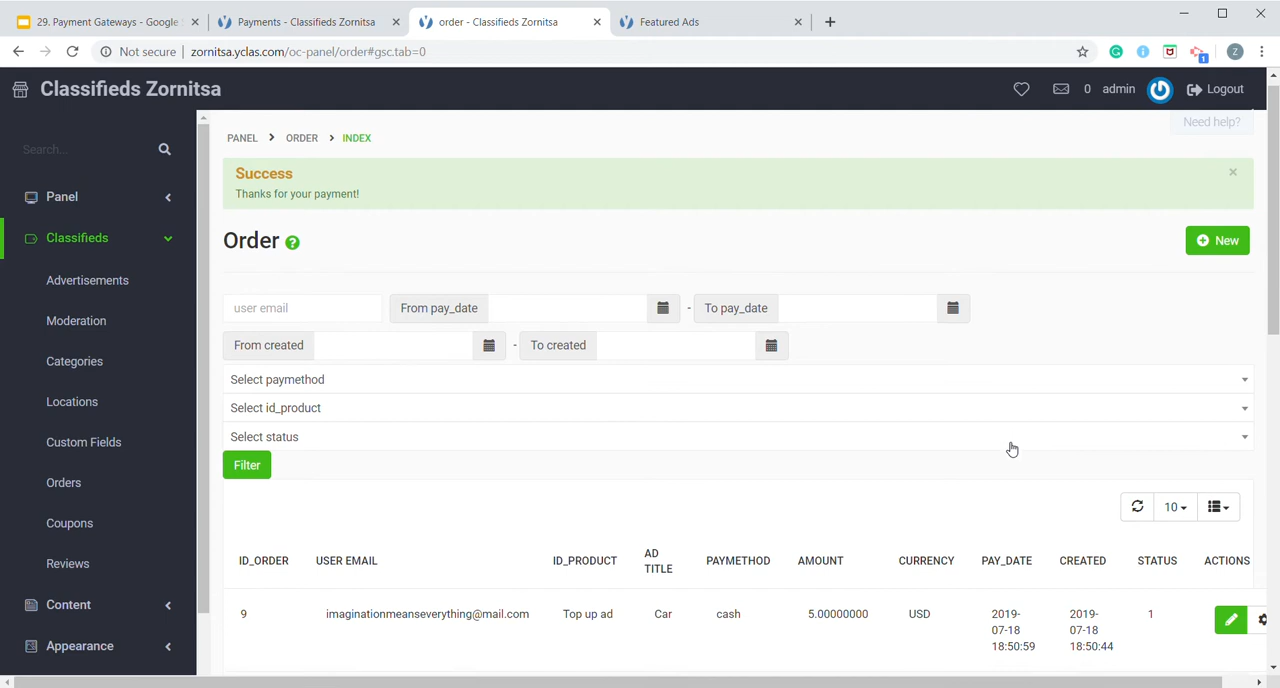 29. Payment Gateways - Google
Payments - Classifieds Zornitsa
order - Classifieds Zornitsa
Featured Ads
Not secure | zornitsa.yclas.com/oc-panel/order#gsc.tab=0
1
Z
Classifieds Zornitsa
0 admin Logout
Need help?
Search...
Panel
Classifieds
Advertisements
Moderation
Categories
Locations
Custom Fields
Orders
Coupons
Reviews
Content
Appearance
PANEL > ORDER > INDEX
Success
×
Thanks for your payment!
Order ?
New
user email From pay_date - To pay_date
From created - To created
Select paymethod
Select id_product
Select status
Filter
10
ID_ORDER USER EMAIL ID_PRODUCT AD TITLE PAYMETHOD AMOUNT CURRENCY PAY_DATE CREATED STATUS ACTIONS
9 imaginationmeanseverything@mail.com Top up ad Car cash 5.00000000 USD 2019-07-18 18:50:59 2019-07-18 18:50:44 1